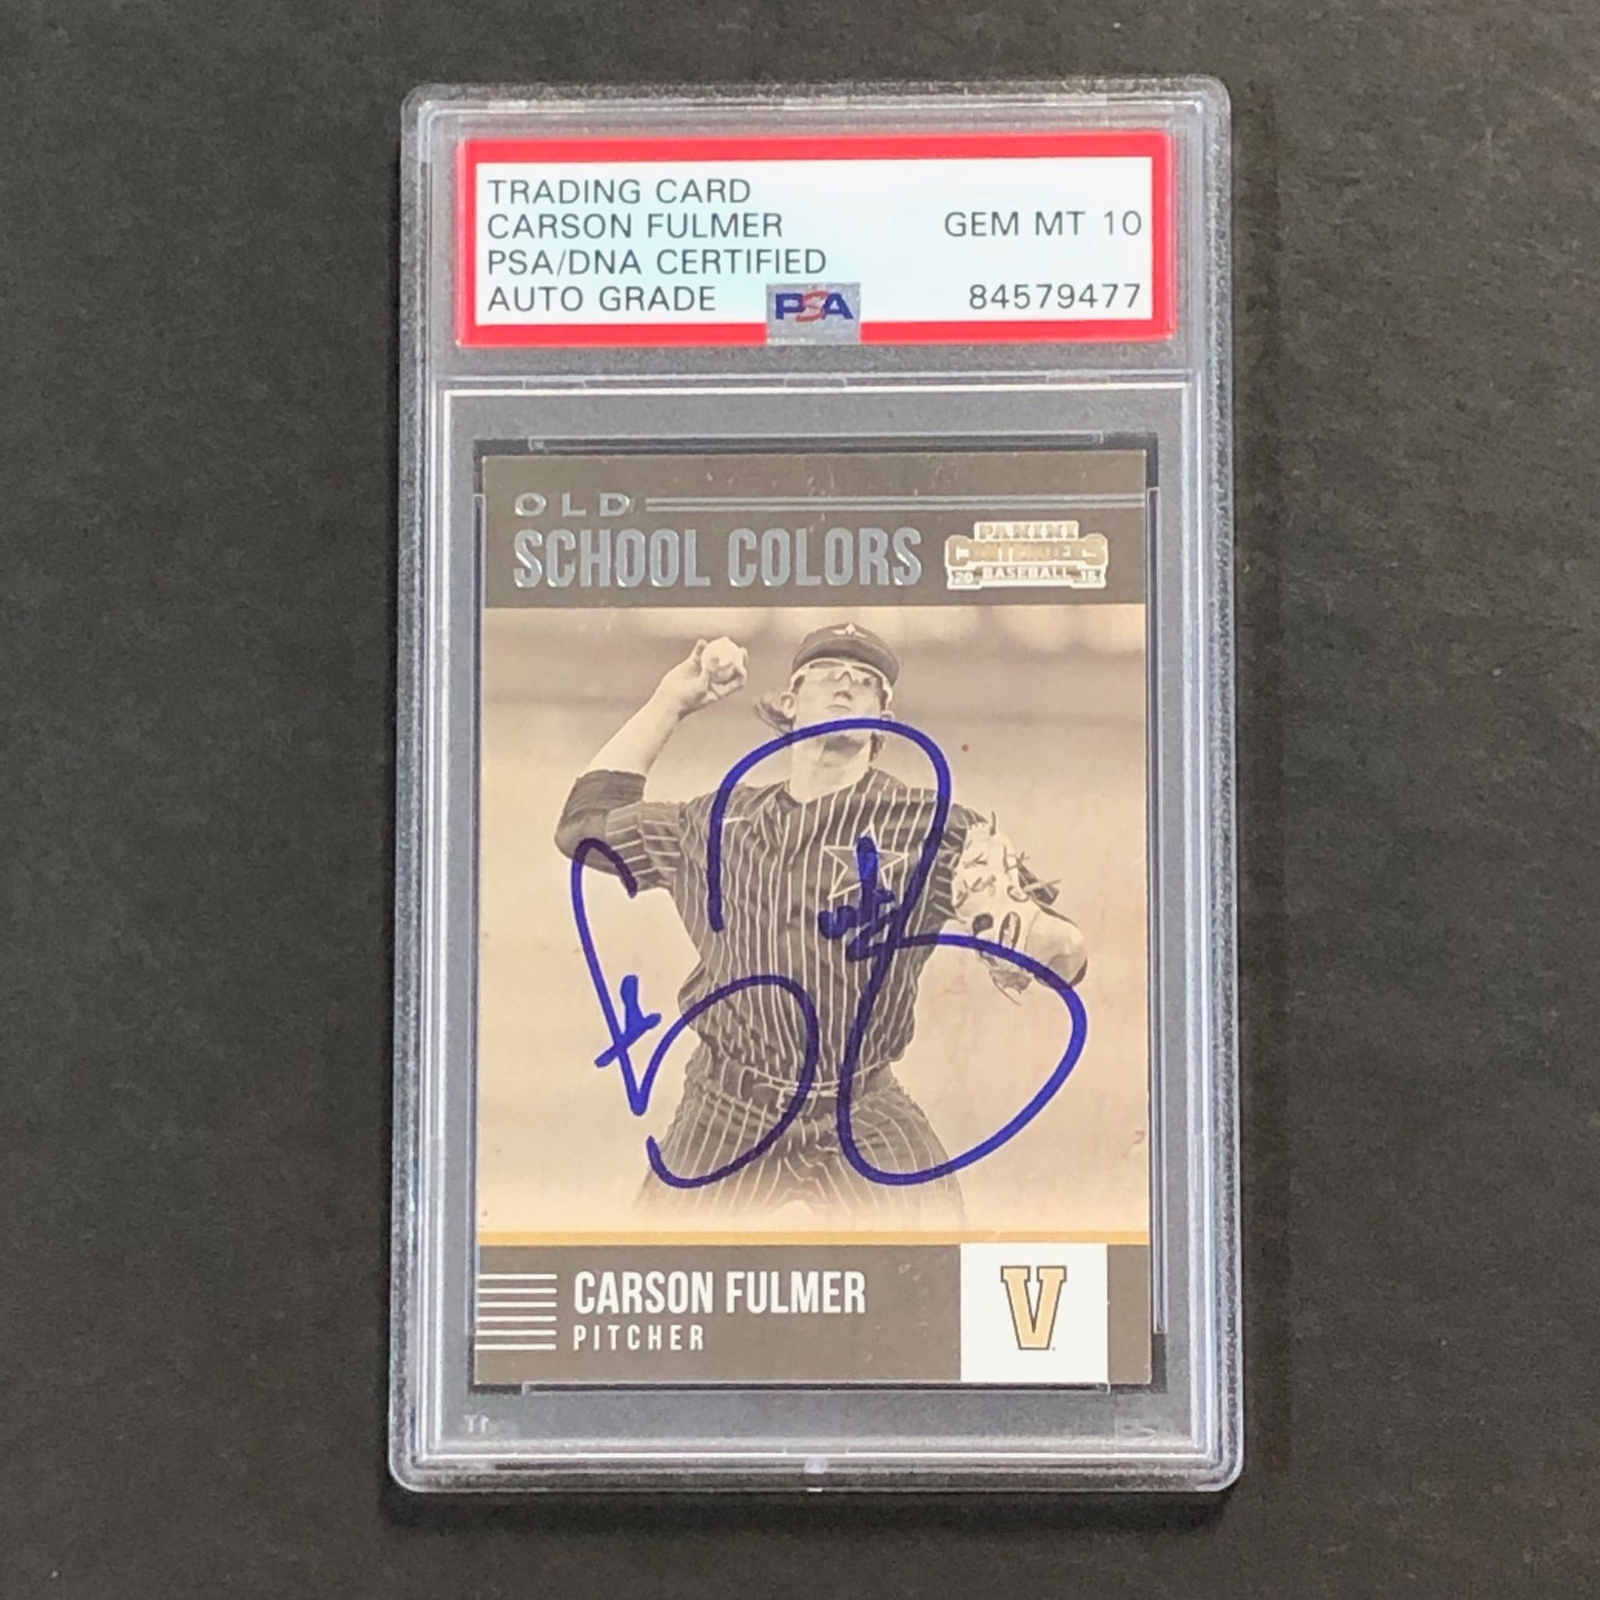 TRADING CARD
CARSON FULMER
PSA/DNA CERTIFIED
AUTO GRADE
GEM MT 10
84579477
PSA
OLD
SCHOOL COLORS
PANINI
CONTENDERS
BASEBALL
CARSON FULMER
PITCHER
V